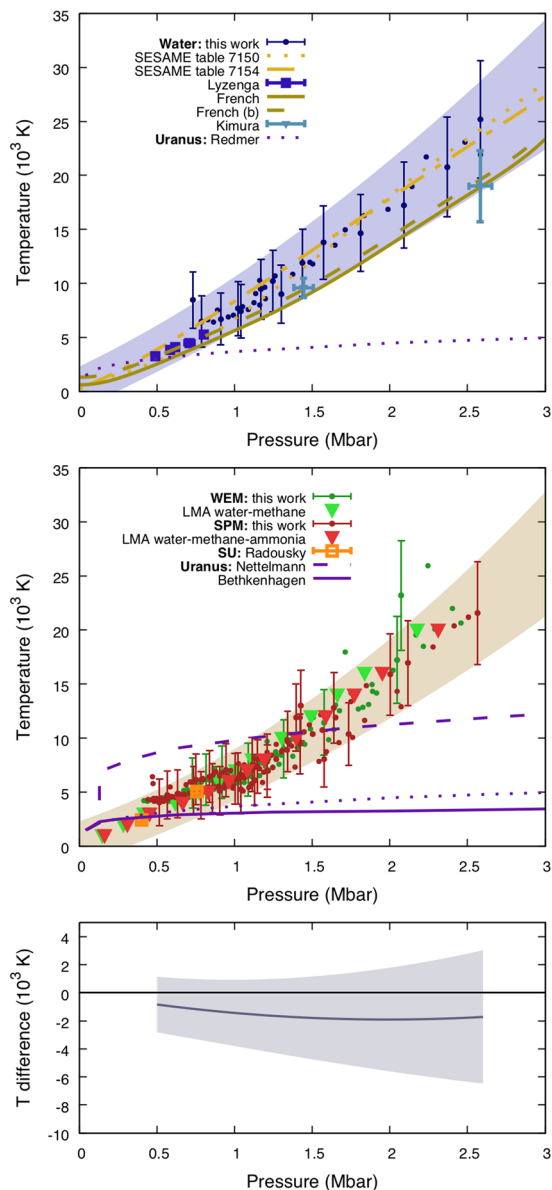 35
30
25
20
15
10
5
0
Temperature (10³ K)
Water: this work
SESAME table 7150
SESAME table 7154
Lyzenga
French
French (b)
Kimura
Uranus: Redmer
0 0.5 1 1.5 2 2.5 3
Pressure (Mbar)
35
30
25
20
15
10
5
0
Temperature (10³ K)
WEM: this work
LMA water-methane
SPM: this work
LMA water-methane-ammonia
SU: Radousky
Uranus: Nettelmann
Bethkenhagen
0 0.5 1 1.5 2 2.5 3
Pressure (Mbar)
4
2
0
-2
-4
-6
-8
-10
T difference (10³ K)
0 0.5 1 1.5 2 2.5 3
Pressure (Mbar)